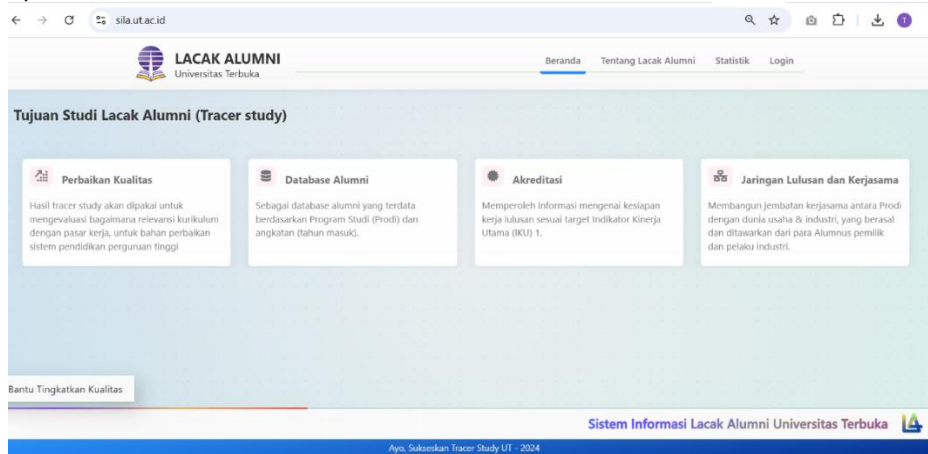 sila.ut.ac.id
T
LACAK ALUMNI
Universitas Terbuka
Beranda Tentang Lacak Alumni Statistik Login
Tujuan Studi Lacak Alumni (Tracer study)
Perbaikan Kualitas
Hasil tracer study akan dipakai untuk
mengevaluasi bagaimana relevansi kurikulum
dengan pasar kerja, untuk bahan perbaikan
sistem pendidikan perguruan tinggi
Database Alumni
Sebagai database alumni yang terdata
berdasarkan Program Studi (Prodi) dan
angkatan (tahun masuk).
Akreditasi
Memperoleh informasi mengenai kesiapan
kerja lulusan sesuai target Indikator Kinerja
Utama (IKU) 1.
Jaringan Lulusan dan Kerjasama
Membangun jembatan kerjasama antara Prodi
dengan dunia usaha & industri, yang berasal
dan ditawarkan dari para Alumnus pemilik
dan pelaku industri.
Bantu Tingkatkan Kualitas
Sistem Informasi Lacak Alumni Universitas Terbuka
Ayo, Sukseskan Tracer Study UT - 2024